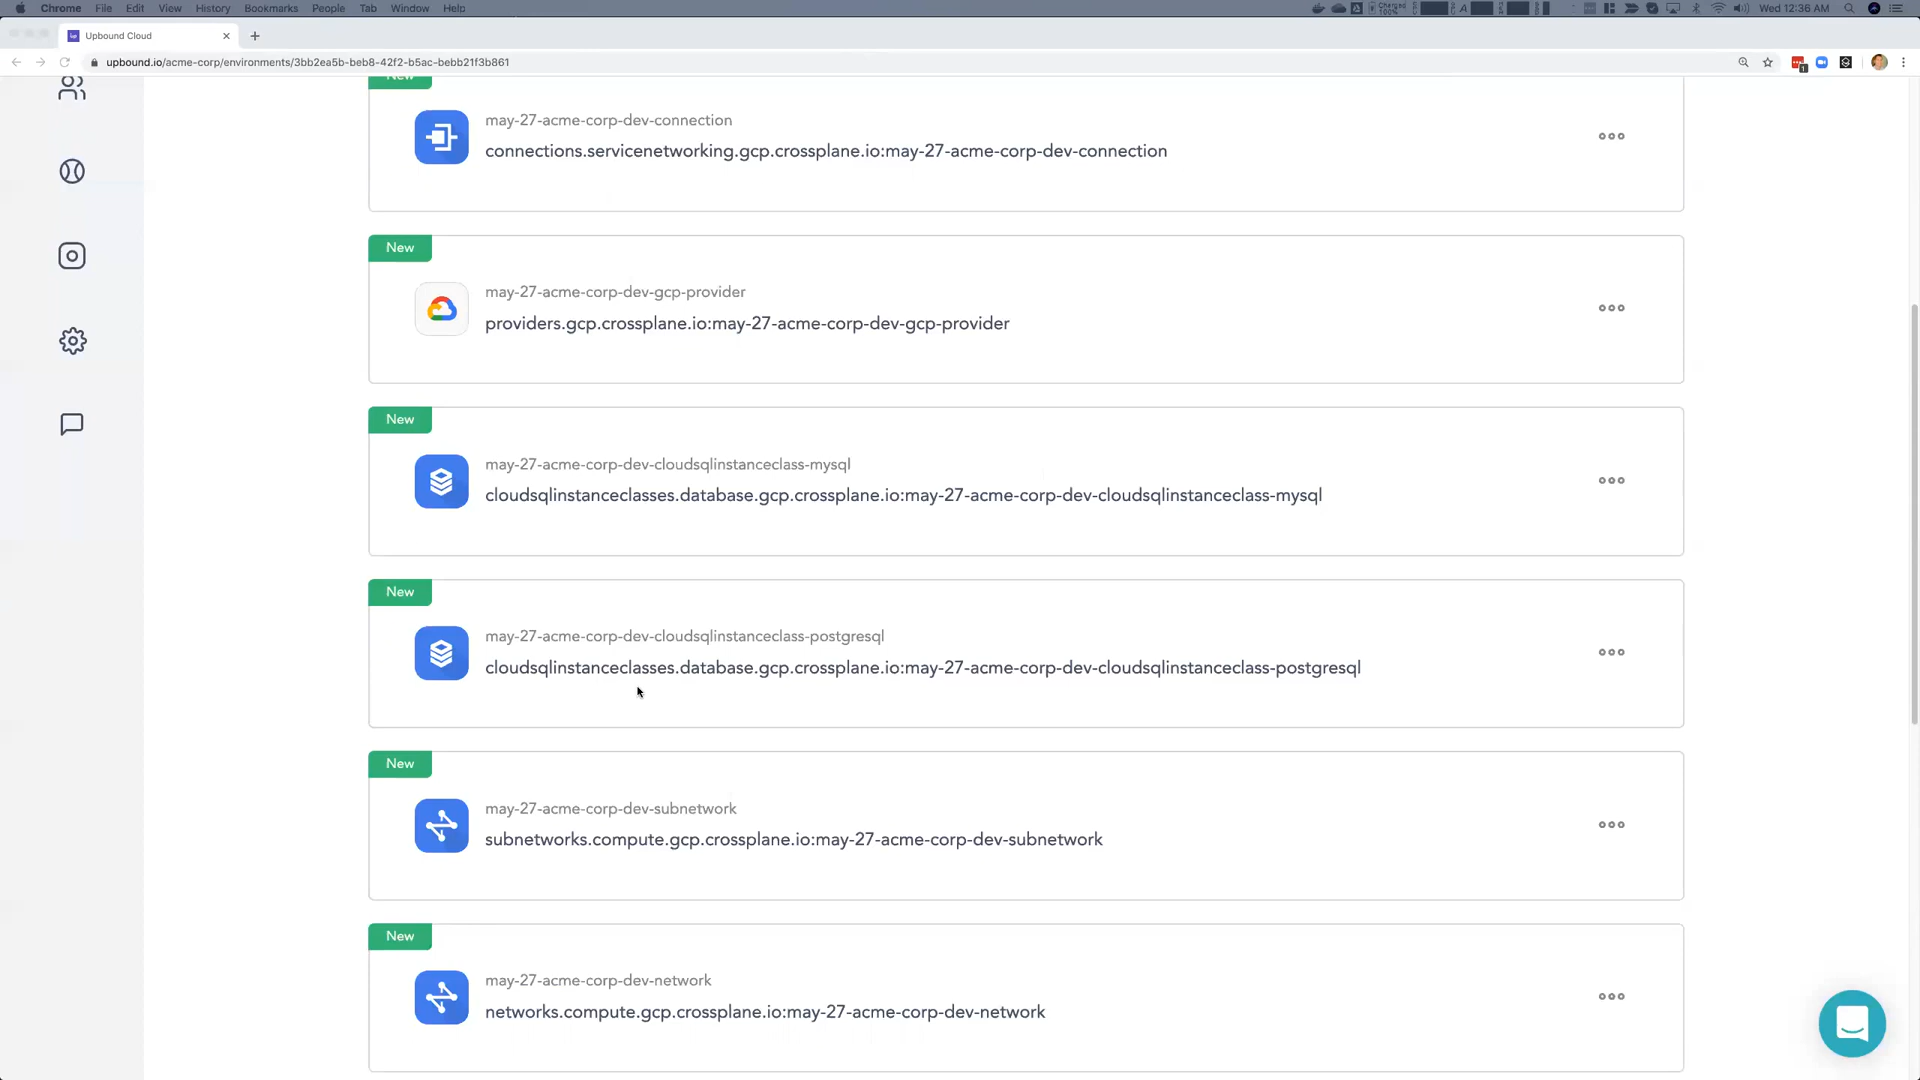 Chrome File Edit View History Bookmarks People Tab Window Help
Charged
100%
Wed 12:36 AM
Upbound Cloud
upbound.io/acme-corp/environments/3bb2ea5b-beb8-42f2-b5ac-bebb21f3b861
New
may-27-acme-corp-dev-connection
connections.servicenetworking.gcp.crossplane.io:may-27-acme-corp-dev-connection
New
may-27-acme-corp-dev-gcp-provider
providers.gcp.crossplane.io:may-27-acme-corp-dev-gcp-provider
New
may-27-acme-corp-dev-cloudsqlinstanceclass-mysql
cloudsqlinstanceclasses.database.gcp.crossplane.io:may-27-acme-corp-dev-cloudsqlinstanceclass-mysql
New
may-27-acme-corp-dev-cloudsqlinstanceclass-postgresql
cloudsqlinstanceclasses.database.gcp.crossplane.io:may-27-acme-corp-dev-cloudsqlinstanceclass-postgresql
New
may-27-acme-corp-dev-subnetwork
subnetworks.compute.gcp.crossplane.io:may-27-acme-corp-dev-subnetwork
New
may-27-acme-corp-dev-network
networks.compute.gcp.crossplane.io:may-27-acme-corp-dev-network